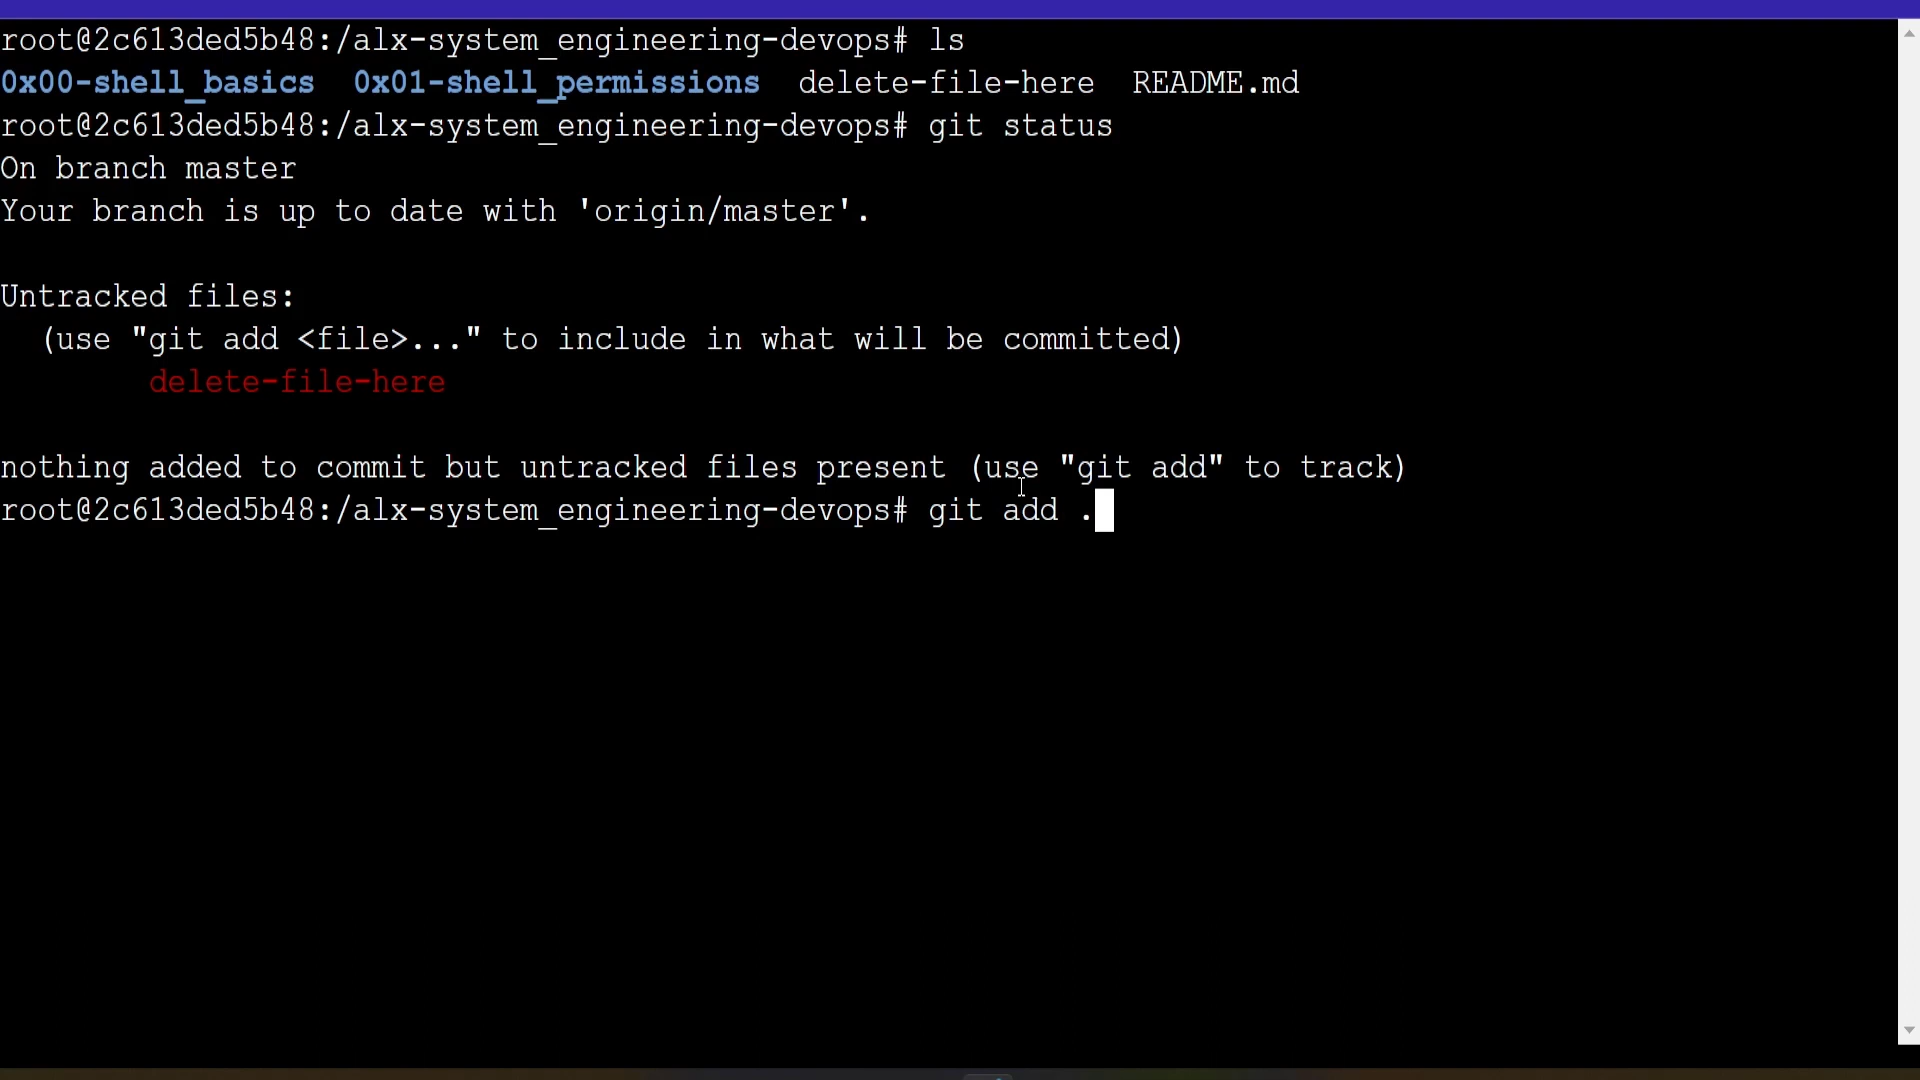 root@2c613ded5b48:/alx-system_engineering-devops# ls
0x00-shell_basics  0x01-shell_permissions  delete-file-here  README.md
root@2c613ded5b48:/alx-system_engineering-devops# git status
On branch master
Your branch is up to date with 'origin/master'.
Untracked files:
  (use "git add <file>..." to include in what will be committed)
        delete-file-here
nothing added to commit but untracked files present (use "git add" to track)
root@2c613ded5b48:/alx-system_engineering-devops# git add .